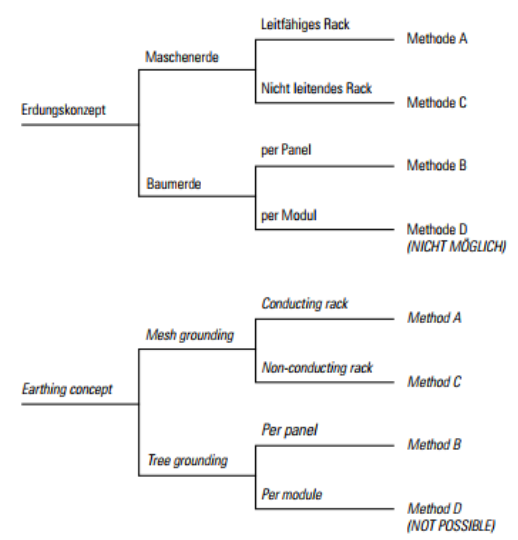 Leitfähiges Rack
Methode A
Maschenerde
Nicht leitendes Rack
Methode C
Erdungskonzept
per Panel
Methode B
Baumerde
per Modul
Methode D
(NICHT MÖGLICH)
Conducting rack
Method A
Mesh grounding
Non-conducting rack
Method C
Earthing concept
Per panel
Method B
Tree grounding
Per module
Method D
(NOT POSSIBLE)